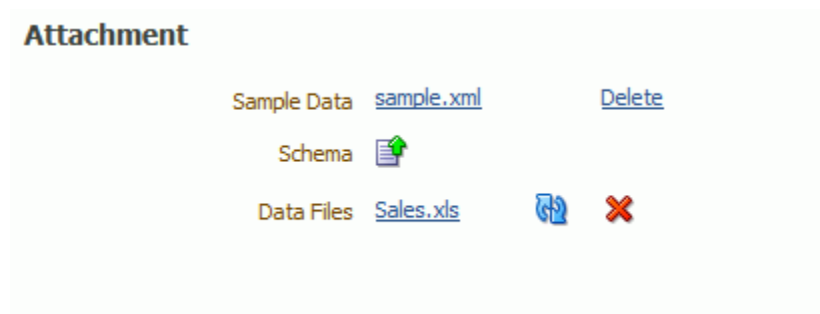 Attachment
Sample Data sample.xml Delete
Schema
Data Files Sales.xls